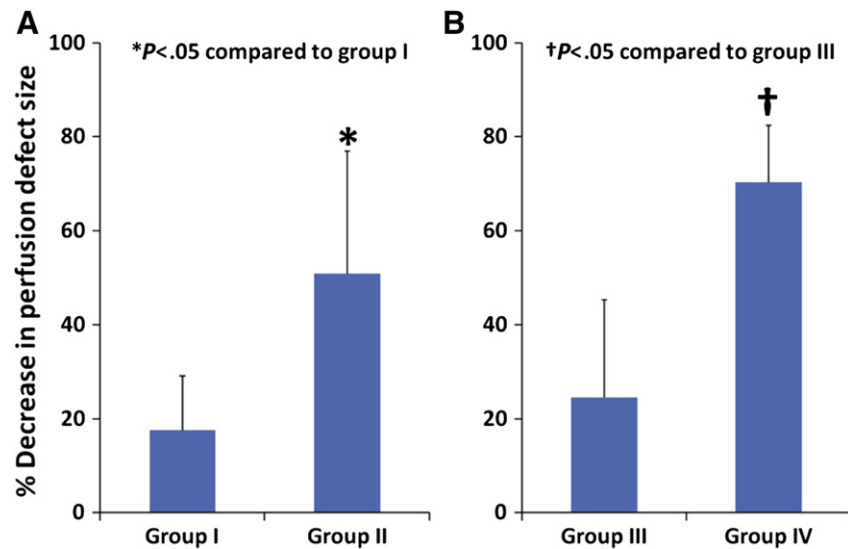 A
B
% Decrease in perfusion defect size
*P<.05 compared to group I
†P<.05 compared to group III
100
80
60
40
20
0
*
Group I
Group II
100
80
60
40
20
0
†
Group III
Group IV